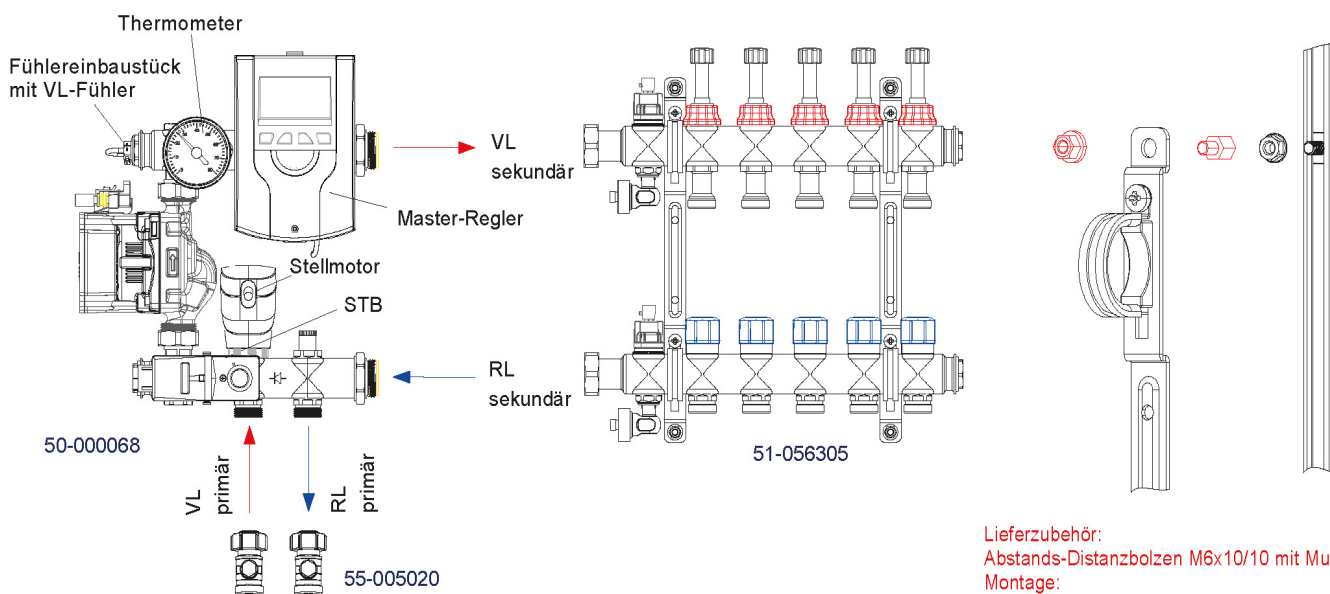 Thermometer
Fühlereinbaustück
mit VL-Fühler
VL
sekundär
Master-Regler
Stellmotor
STB
RL
sekundär
50-000068
51-056305
VL
primär
RL
primär
55-005020
Lieferzubehör:
Abstands-Distanzbolzen M6x10/10 mit Mu
Montage: